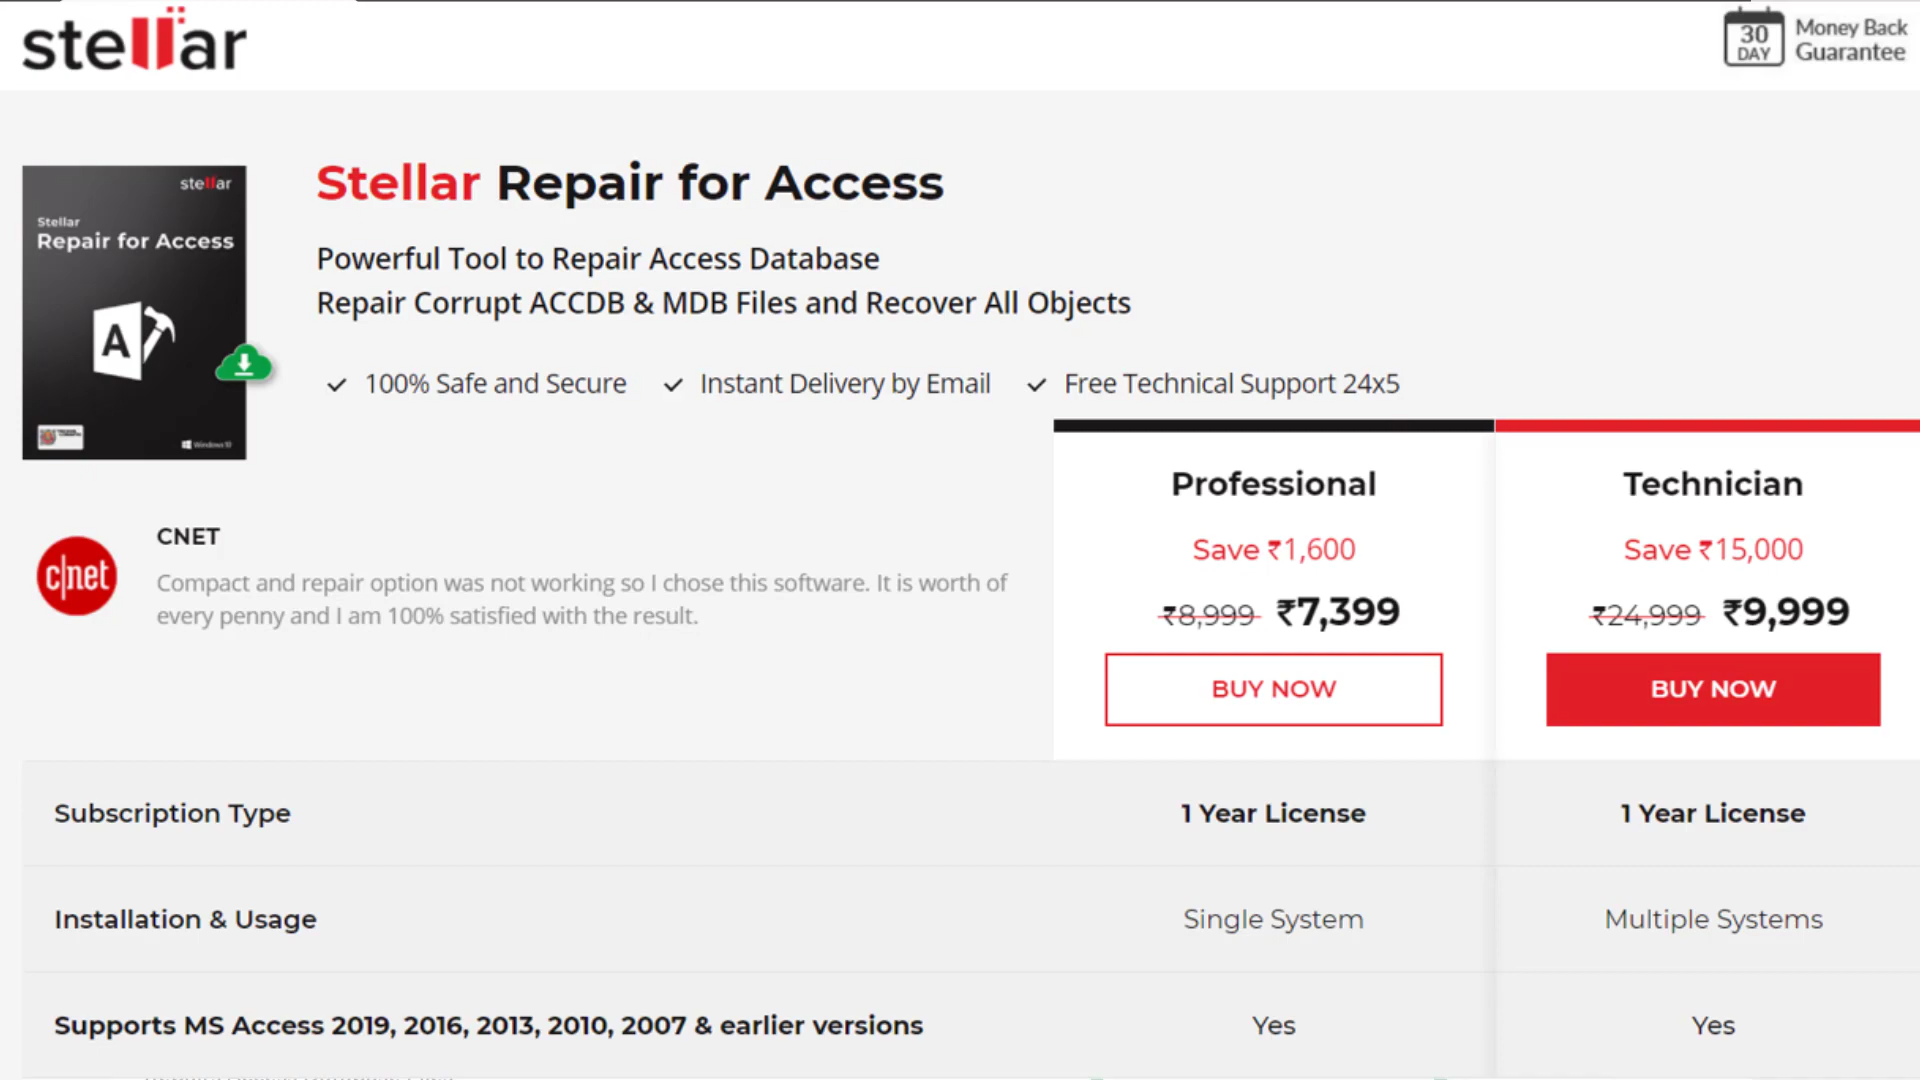 stellar
30 DAY
Money Back
Guarantee
stellar
Stellar
Repair for Access
A
Windows 10
Stellar Repair for Access
Powerful Tool to Repair Access Database
Repair Corrupt ACCDB & MDB Files and Recover All Objects
100% Safe and Secure Instant Delivery by Email Free Technical Support 24x5
cnet
CNET
Compact and repair option was not working so I chose this software. It is worth of
every penny and I am 100% satisfied with the result.
Professional Technician
Save ₹1,600 Save ₹15,000
₹8,999 ₹7,399 ₹24,999 ₹9,999
BUY NOW BUY NOW
Subscription Type 1 Year License 1 Year License
Installation & Usage Single System Multiple Systems
Supports MS Access 2019, 2016, 2013, 2010, 2007 & earlier versions Yes Yes